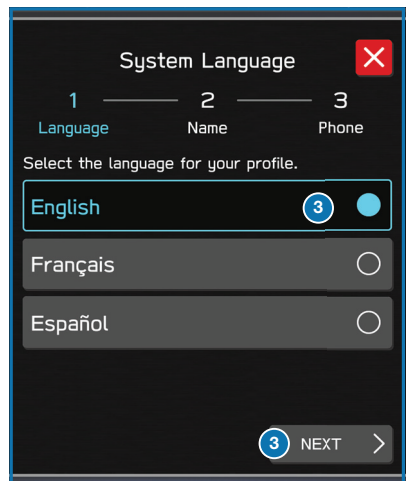 System Language
1 2 3
Language Name Phone
Select the language for your profile.
English 3
Français
Español
3 NEXT